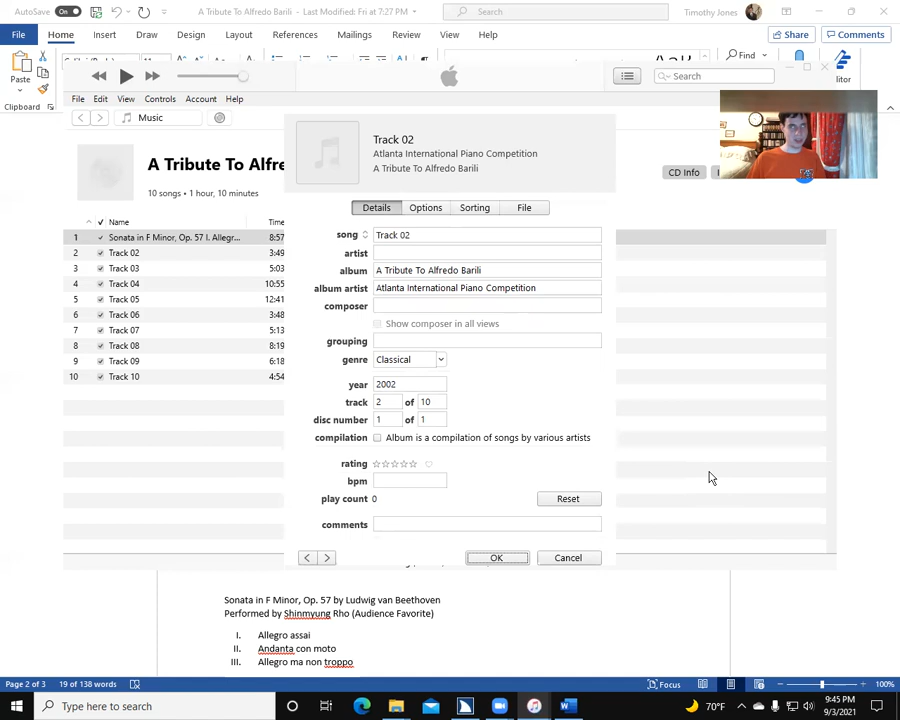 AutoSave On A Tribute To Alfredo Barili - Last Modified: Fri at 7:27 PM Search Timothy Jones
File Home Insert Draw Design Layout References Mailings Review View Help Share Comments
Paste
Clipboard
Find
litor
Search
File Edit View Controls Account Help
Music
A Tribute To Alfre
10 songs • 1 hour, 10 minutes
CD Info
Name Time
1 Sonata in F Minor, Op. 57 I. Allegr... 8:57
2 Track 02 3:49
3 Track 03 5:03
4 Track 04 10:55
5 Track 05 12:41
6 Track 06 3:48
7 Track 07 5:13
8 Track 08 8:19
9 Track 09 6:18
10 Track 10 4:54
Track 02
Atlanta International Piano Competition
A Tribute To Alfredo Barili
Details Options Sorting File
song Track 02
artist
album A Tribute To Alfredo Barili
album artist Atlanta International Piano Competition
composer
Show composer in all views
grouping
genre Classical
year 2002
track 2 of 10
disc number 1 of 1
compilation Album is a compilation of songs by various artists
rating
bpm
play count 0 Reset
comments
OK Cancel
Sonata in F Minor, Op. 57 by Ludwig van Beethoven
Performed by Shinmyung Rho (Audience Favorite)
I. Allegro assai
II. Andanta con moto
III. Allegro ma non troppo
Page 2 of 3 19 of 138 words Focus 100%
Type here to search 70°F 9:45 PM
9/3/2021